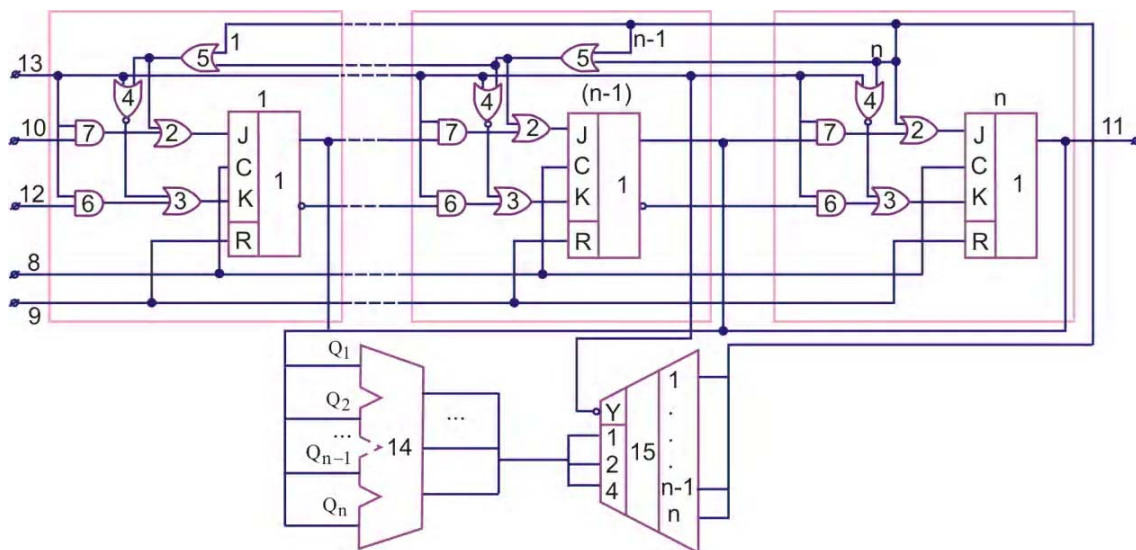 1 n-1
5 5 n
13
4 1 4 (n-1) 4 n
10 7 2 J 7 2 J 7 2 J 11
C 1 C 1 C 1
12 6 3 K 6 3 K 6 3 K
R R R
8
9
Q1 1
Q2 ... Y .
... 14 1 15 .
Qn−1 2 .
Qn 4 n-1
n